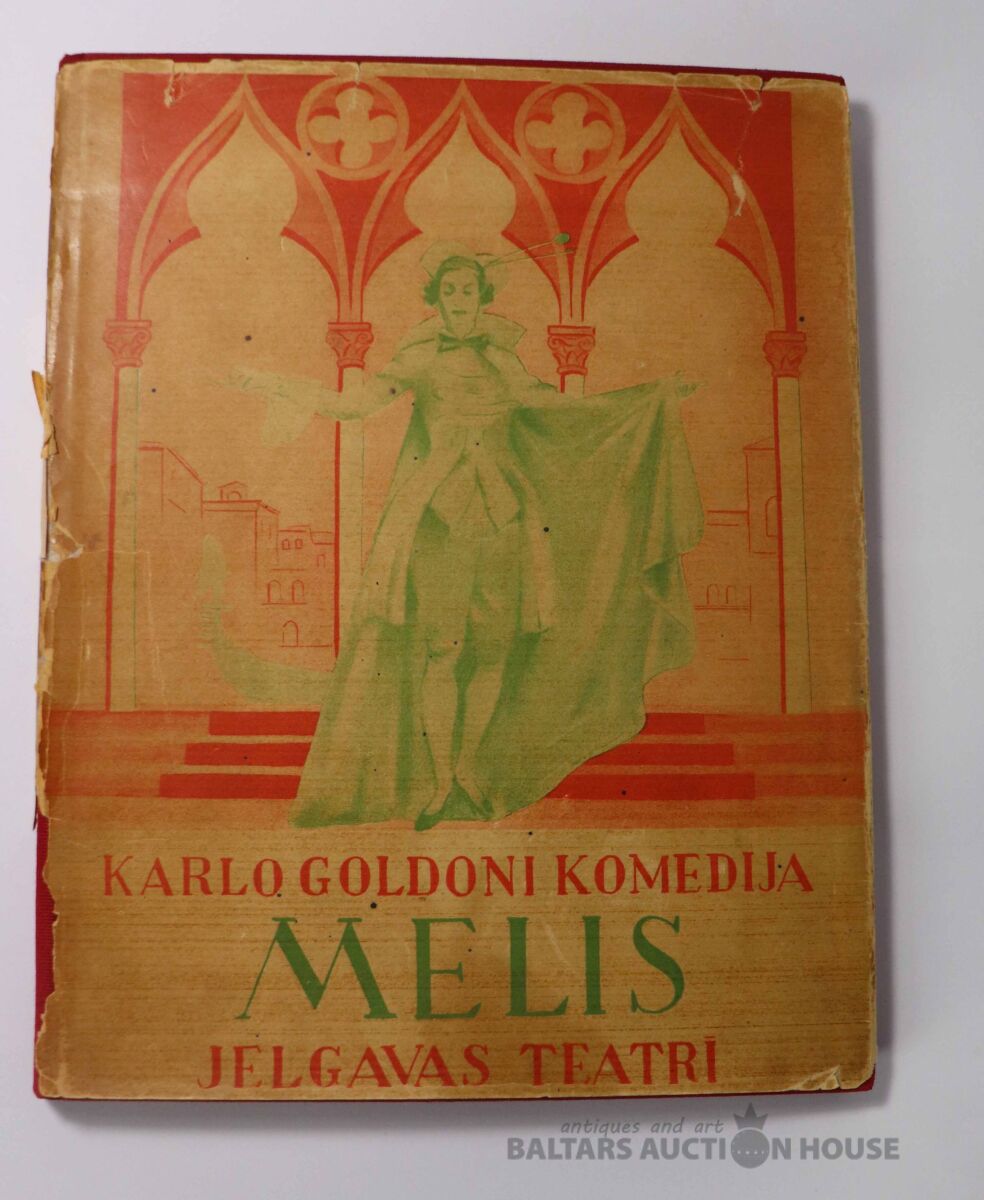 KARLO GOLDONI KOMEDIJA
MELIS
JELGAVAS TEATRĪ
antiques and art
BALTARS AUCTION HOUSE